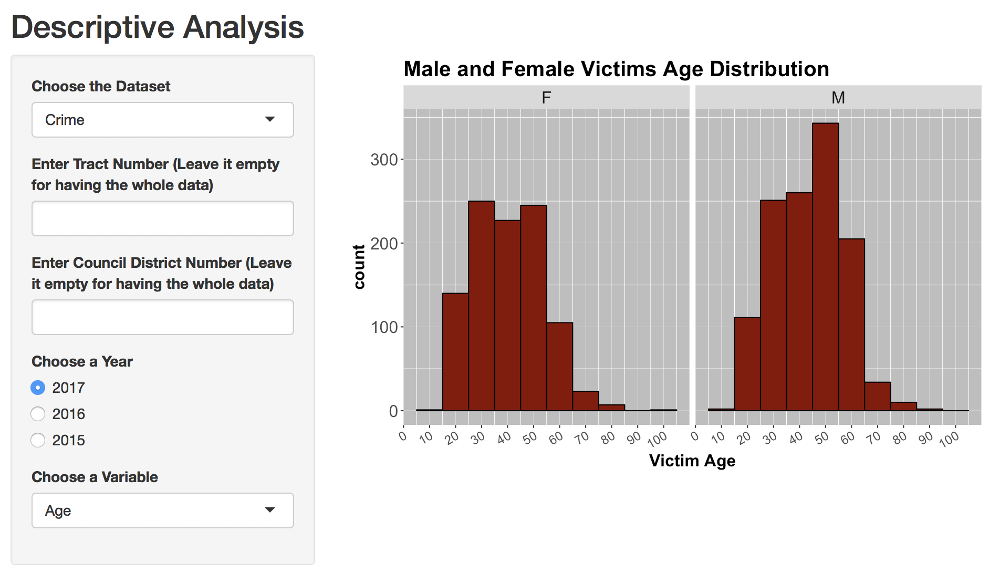 Descriptive Analysis
Choose the Dataset
Crime
Enter Tract Number (Leave it empty
for having the whole data)
Enter Council District Number (Leave
it empty for having the whole data)
Choose a Year
2017
2016
2015
Choose a Variable
Age
Male and Female Victims Age Distribution
F M
300
200
100
0
count
0 10 20 30 40 50 60 70 80 90 100 0 10 20 30 40 50 60 70 80 90 100
Victim Age